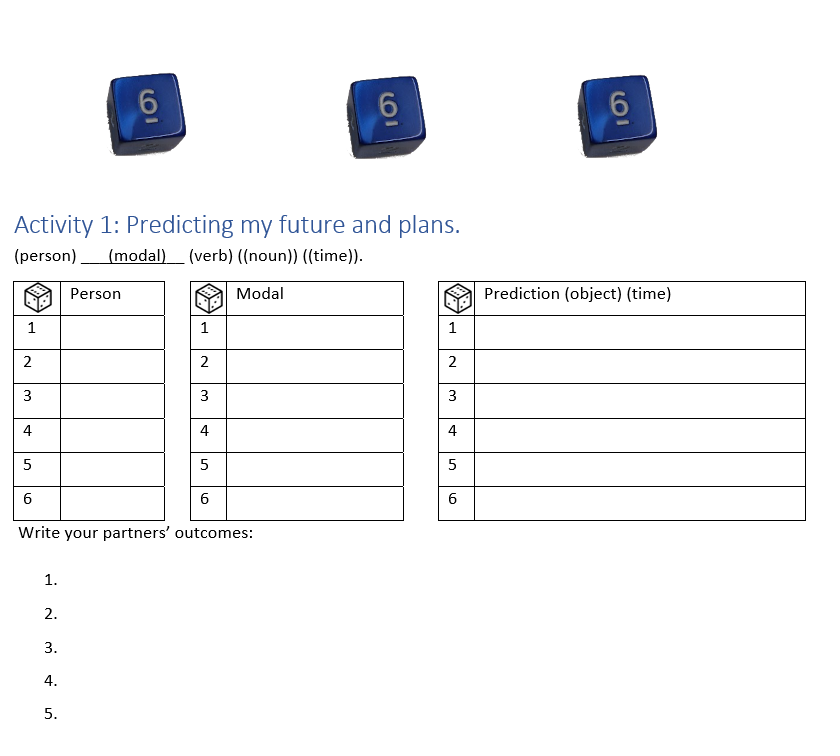 6 6 6
Activity 1: Predicting my future and plans.
(person) ___(modal)__ (verb) ((noun)) ((time)).
Person Modal Prediction (object) (time)
1 1 1
2 2 2
3 3 3
4 4 4
5 5 5
6 6 6
Write your partners’ outcomes:
1.
2.
3.
4.
5.